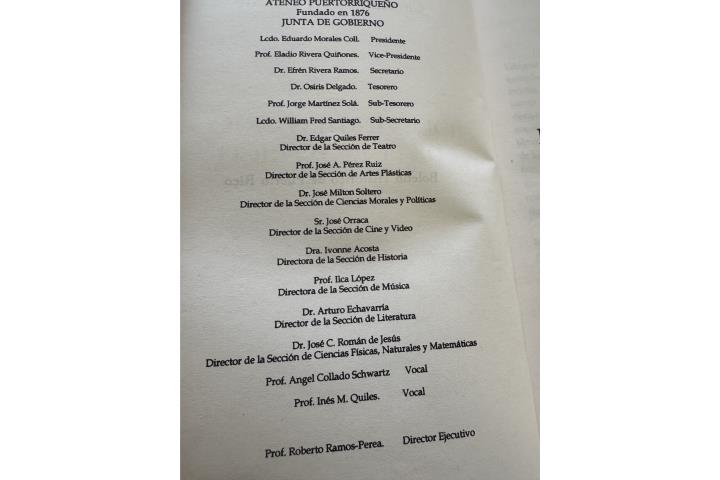 ATENEO PUERTORRIQUEÑO
Fundado en 1876
JUNTA DE GOBIERNO
Lcdo. Eduardo Morales Coll. Presidente
Prof. Eladio Rivera Quiñones. Vice-Presidente
Dr. Efrén Rivera Ramos. Secretario
Dr. Osiris Delgado. Tesorero
Prof. Jorge Martínez Solá. Sub-Tesorero
Lcdo. William Fred Santiago. Sub-Secretario
Dr. Edgar Quiles Ferrer
Director de la Sección de Teatro
Prof. José A. Pérez Ruiz
Director de la Sección de Artes Plásticas
Dr. José Milton Soltero
Director de la Sección de Ciencias Morales y Políticas
Sr. José Orraca
Director de la Sección de Cine y Video
Dra. Ivonne Acosta
Directora de la Sección de Historia
Prof. Ilca López
Directora de la Sección de Música
Dr. Arturo Echavarría
Director de la Sección de Literatura
Dr. José C. Román de Jesús
Director de la Sección de Ciencias Físicas, Naturales y Matemáticas
Prof. Angel Collado Schwartz Vocal
Prof. Inés M. Quiles. Vocal
Prof. Roberto Ramos-Perea. Director Ejecutivo